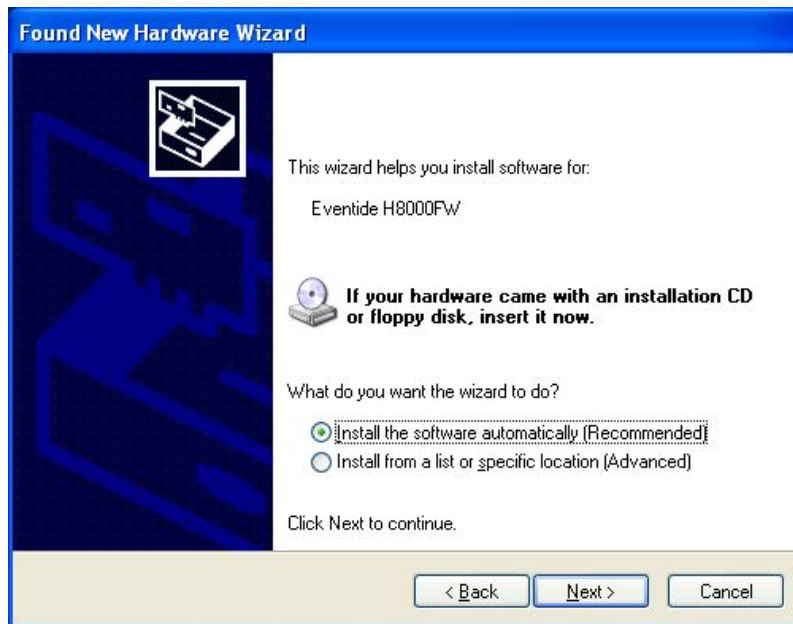 Found New Hardware Wizard
This wizard helps you install software for:
Eventide H8000FW
If your hardware came with an installation CD
or floppy disk, insert it now.
What do you want the wizard to do?
Install the software automatically (Recommended)
Install from a list or specific location (Advanced)
Click Next to continue.
< Back Next > Cancel